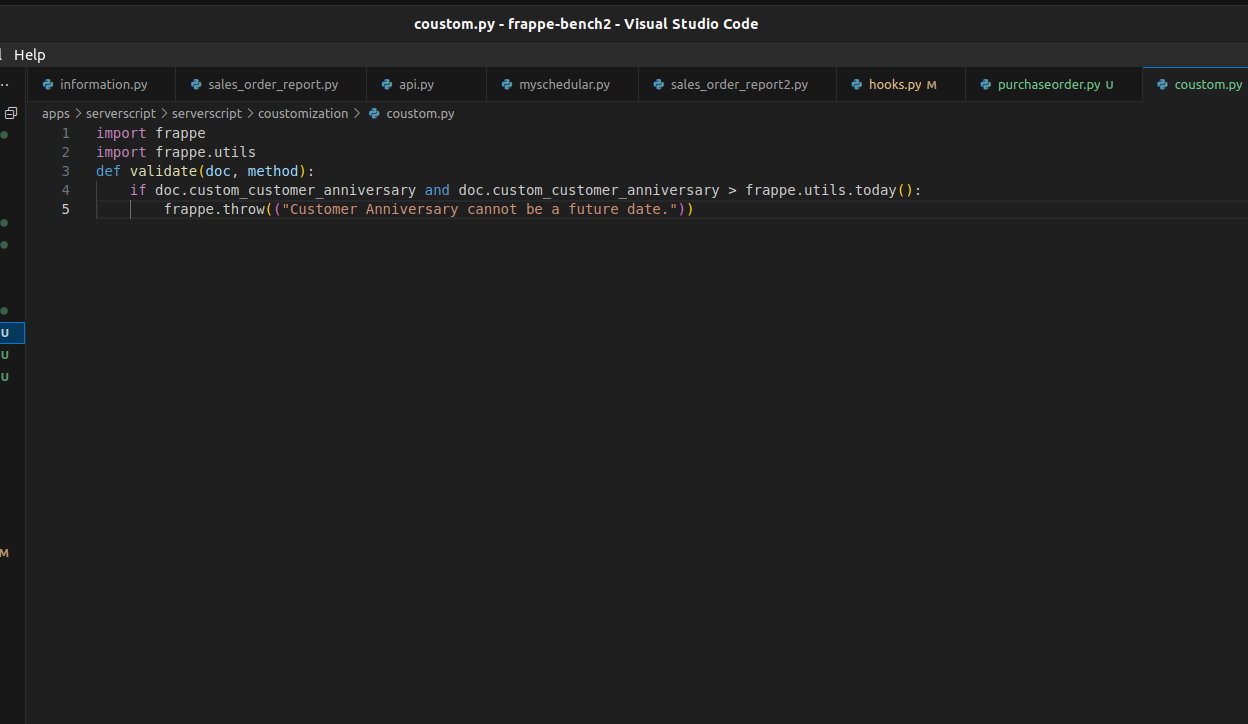 coustom.py - frappe-bench2 - Visual Studio Code
Help
information.py sales_order_report.py api.py myschedular.py sales_order_report2.py hooks.py M purchaseorder.py U coustom.py
apps > serverscript > serverscript > coustomization > coustom.py
1 import frappe
2 import frappe.utils
3 def validate(doc, method):
4 if doc.custom_customer_anniversary and doc.custom_customer_anniversary > frappe.utils.today():
5 frappe.throw(("Customer Anniversary cannot be a future date."))
U
U
U
M